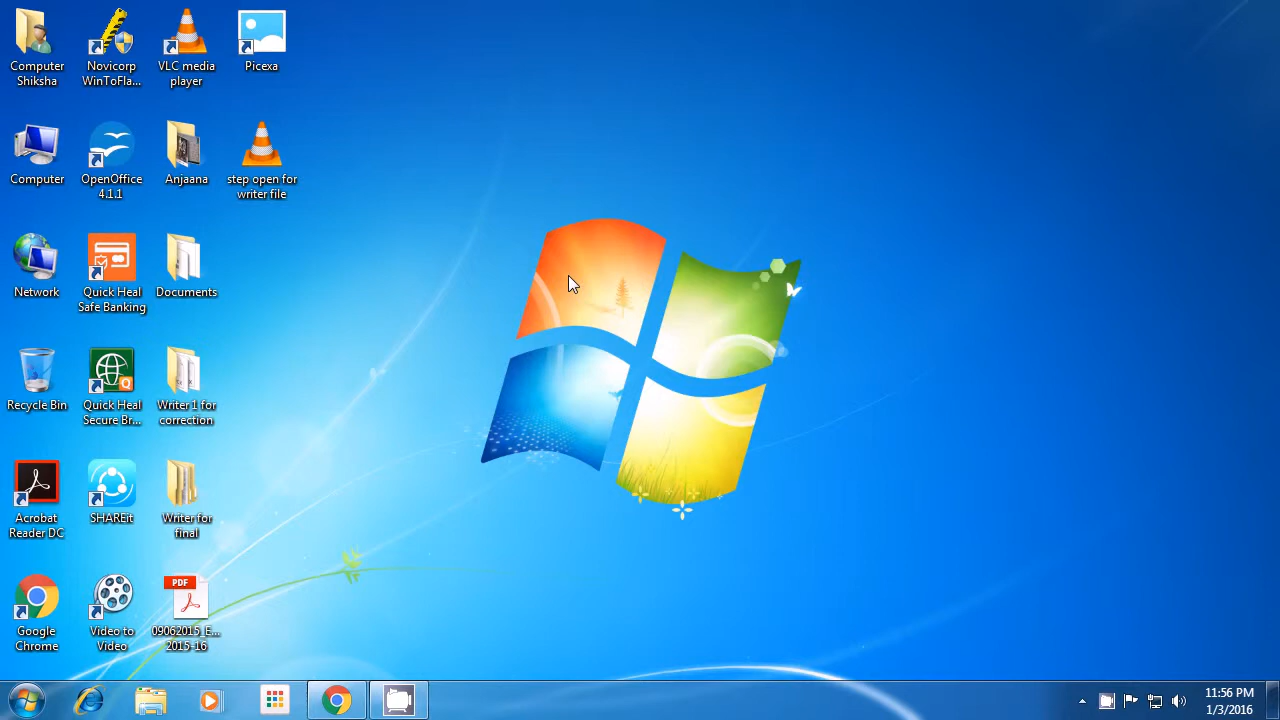 Computer
Shiksha
Novicorp
WinToFla...
VLC media
player
Picexa
Computer
OpenOffice
4.1.1
Anjaana
step open for
writer file
Network
Quick Heal
Safe Banking
Documents
Recycle Bin
Quick Heal
Secure Br...
Writer 1 for
correction
Acrobat
Reader DC
SHAREit
Writer for
final
PDF
Google
Chrome
Video to
Video
09062015_E...
2015-16
11:56 PM
1/3/2016